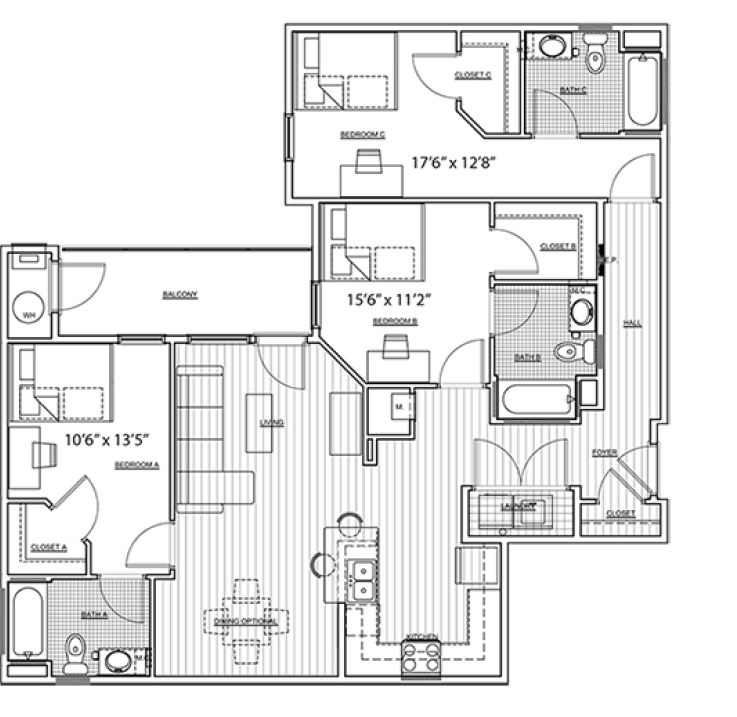 M.C.
CLOSET C
BATH C
BEDROOM C
17'6" x 12'8"
CLOSET B
E.P.
M.C.
BALCONY
15'6" x 11'2"
WH
BEDROOM B
HALL
BATH B
M.
LIVING
10'6" x 13'5"
BEDROOM A
FOYER
LAUNDRY
CLOSET
CLOSET A
BATH A
DINING OPTIONAL
KITCHEN
M.C.